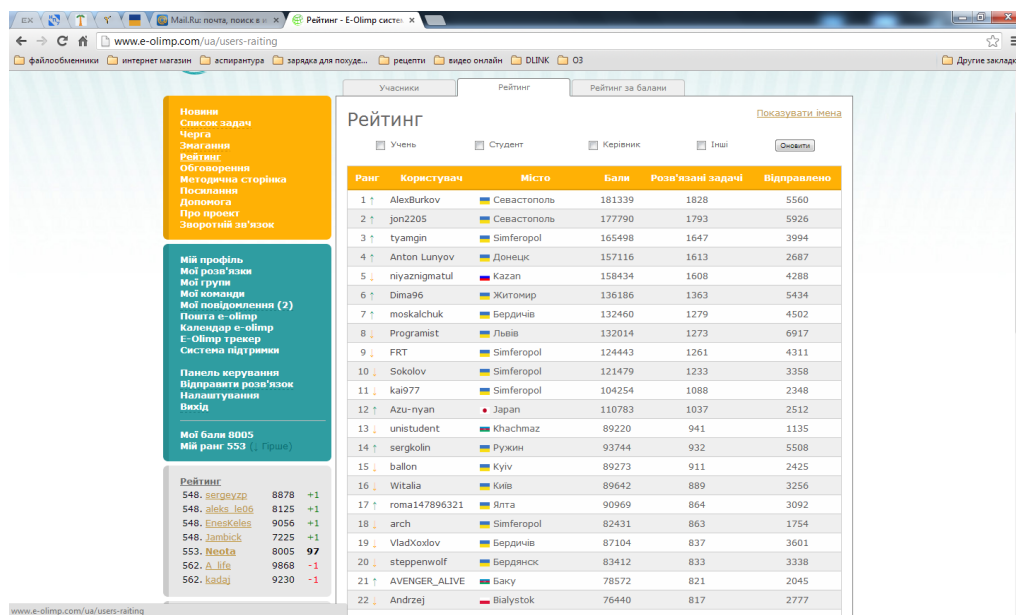 EX
Mail.Ru: почта, поиск в и
Рейтинг - E-Olimp систе
www.e-olimp.com/ua/users-raiting
файлообменники интернет магазин аспирантура зарядка для похуде... рецепти видео онлайн DLINK ОЗ Другие заклад
Учасники Рейтинг Рейтинг за балами
Новини
Список задач
Черга
Змагання
Рейтинг
Обговорення
Методична сторінка
Посилання
Допомога
Про проект
Зворотній зв'язок
Мій профіль
Мої розв'язки
Мої групи
Мої команди
Мої повідомлення (2)
Пошта e-olimp
Календар e-olimp
E-Olimp трекер
Система підтримки
Панель керування
Відправити розв'язок
Налаштування
Вихід
Мої бали 8005
Мій ранг 553 (↓ Гірше)
Рейтинг
548. sergeyzp 8878 +1
548. aleks_le06 8125 +1
548. EnesKeles 9056 +1
548. Jambick 7225 +1
553. Neota 8005 97
562. A_life 9868 -1
562. kadaj 9230 -1
Рейтинг
Показувати імена
Учень Студент Керівник Інші Оновити
Ранг Користувач Місто Бали Розв'язані задачі Відправлено
1 ↑ AlexBurkov Севастополь 181339 1828 5560
2 ↑ jon2205 Севастополь 177790 1793 5926
3 ↑ tyamgin Simferopol 165498 1647 3994
4 ↑ Anton Lunyov Донецк 157116 1613 2687
5 ↓ niyaznigmatul Kazan 158434 1608 4288
6 ↑ Dima96 Житомир 136186 1363 5434
7 ↑ moskalchuk Бердичів 132460 1279 4502
8 ↓ Programist Львів 132014 1273 6917
9 ↓ FRT Simferopol 124443 1261 4311
10 ↓ Sokolov Simferopol 121479 1233 3358
11 ↓ kai977 Simferopol 104254 1088 2348
12 ↑ Azu-nyan Japan 110783 1037 2512
13 ↓ unistudent Khachmaz 89220 941 1135
14 ↑ sergkolin Ружин 93744 932 5508
15 ↓ ballon Kyiv 89273 911 2425
16 ↓ Witalia Київ 89642 889 3256
17 ↑ roma147896321 Ялта 90969 864 3092
18 ↓ arch Simferopol 82431 863 1754
19 ↓ VladXoxlov Бердичів 87104 837 3601
20 ↓ steppenwolf Бердянск 83412 833 3338
21 ↑ AVENGER_ALIVE Баку 78572 821 2045
22 ↓ Andrzej Bialystok 76440 817 2777
www.e-olimp.com/ua/users-raiting